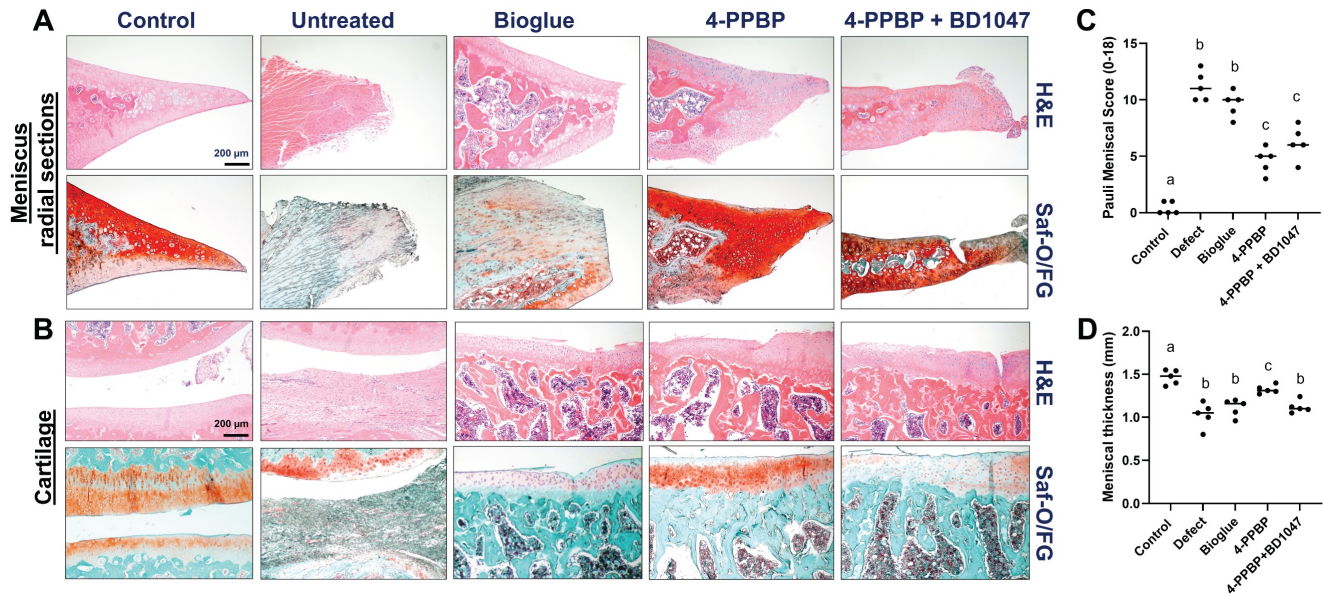 A
Control
Untreated
Bioglue
4-PPBP
4-PPBP + BD1047
Meniscus
radial sections
200 µm
H&E
Saf-O/FG
B
Cartilage
200 µm
H&E
Saf-O/FG
C
Pauli Meniscal Score (0-18)
15
10
5
0
a
b
b
c
c
Control
Defect
Bioglue
4-PPBP
4-PPBP + BD1047
D
Meniscal thickness (mm)
2.0
1.5
1.0
0.5
0.0
a
b
b
c
b
Control
Defect
Bioglue
4-PPBP
4-PPBP+BD1047